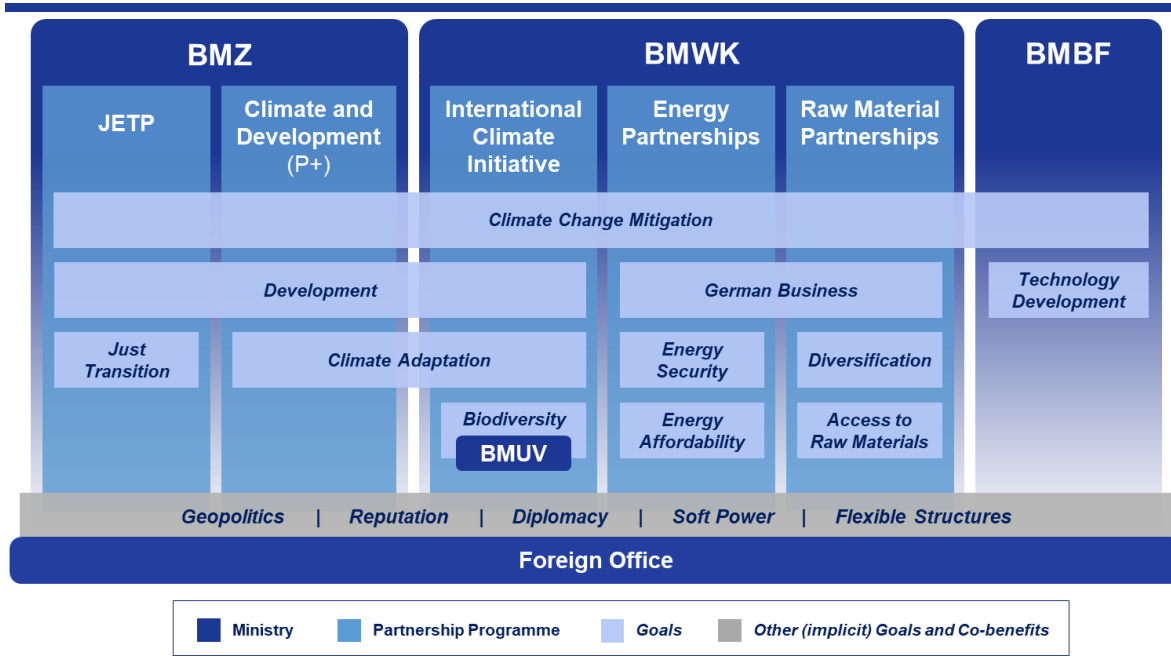 BMZ
BMWK
BMBF
JETP
Climate and
Development
(P+)
International
Climate
Initiative
Energy
Partnerships
Raw Material
Partnerships
Climate Change Mitigation
Development
German Business
Technology
Development
Just
Transition
Climate Adaptation
Energy
Security
Diversification
Biodiversity
BMUV
Energy
Affordability
Access to
Raw Materials
Geopolitics | Reputation | Diplomacy | Soft Power | Flexible Structures
Foreign Office
Ministry
Partnership Programme
Goals
Other (implicit) Goals and Co-benefits